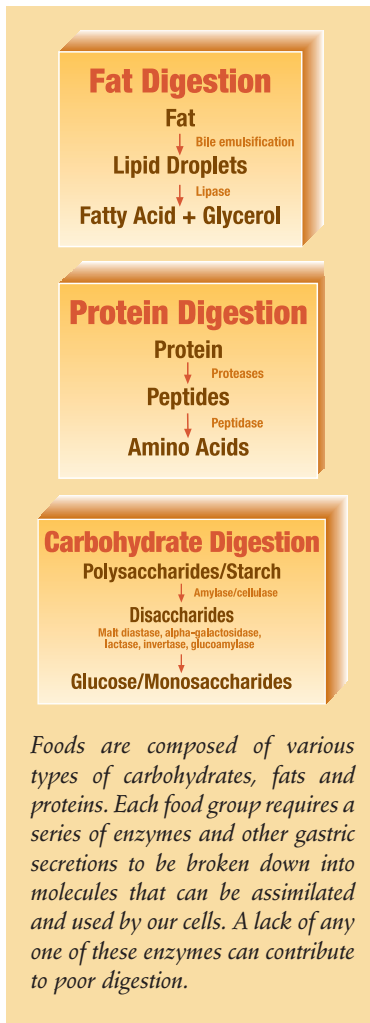 Fat Digestion
Fat
Bile emulsification
Lipid Droplets
Lipase
Fatty Acid + Glycerol
Protein Digestion
Protein
Proteases
Peptides
Peptidase
Amino Acids
Carbohydrate Digestion
Polysaccharides/Starch
Amylase/cellulase
Disaccharides
Malt diastase, alpha-galactosidase,
lactase, invertase, glucoamylase
Glucose/Monosaccharides
Foods are composed of various
types of carbohydrates, fats and
proteins. Each food group requires a
series of enzymes and other gastric
secretions to be broken down into
molecules that can be assimilated
and used by our cells. A lack of any
one of these enzymes can contribute
to poor digestion.